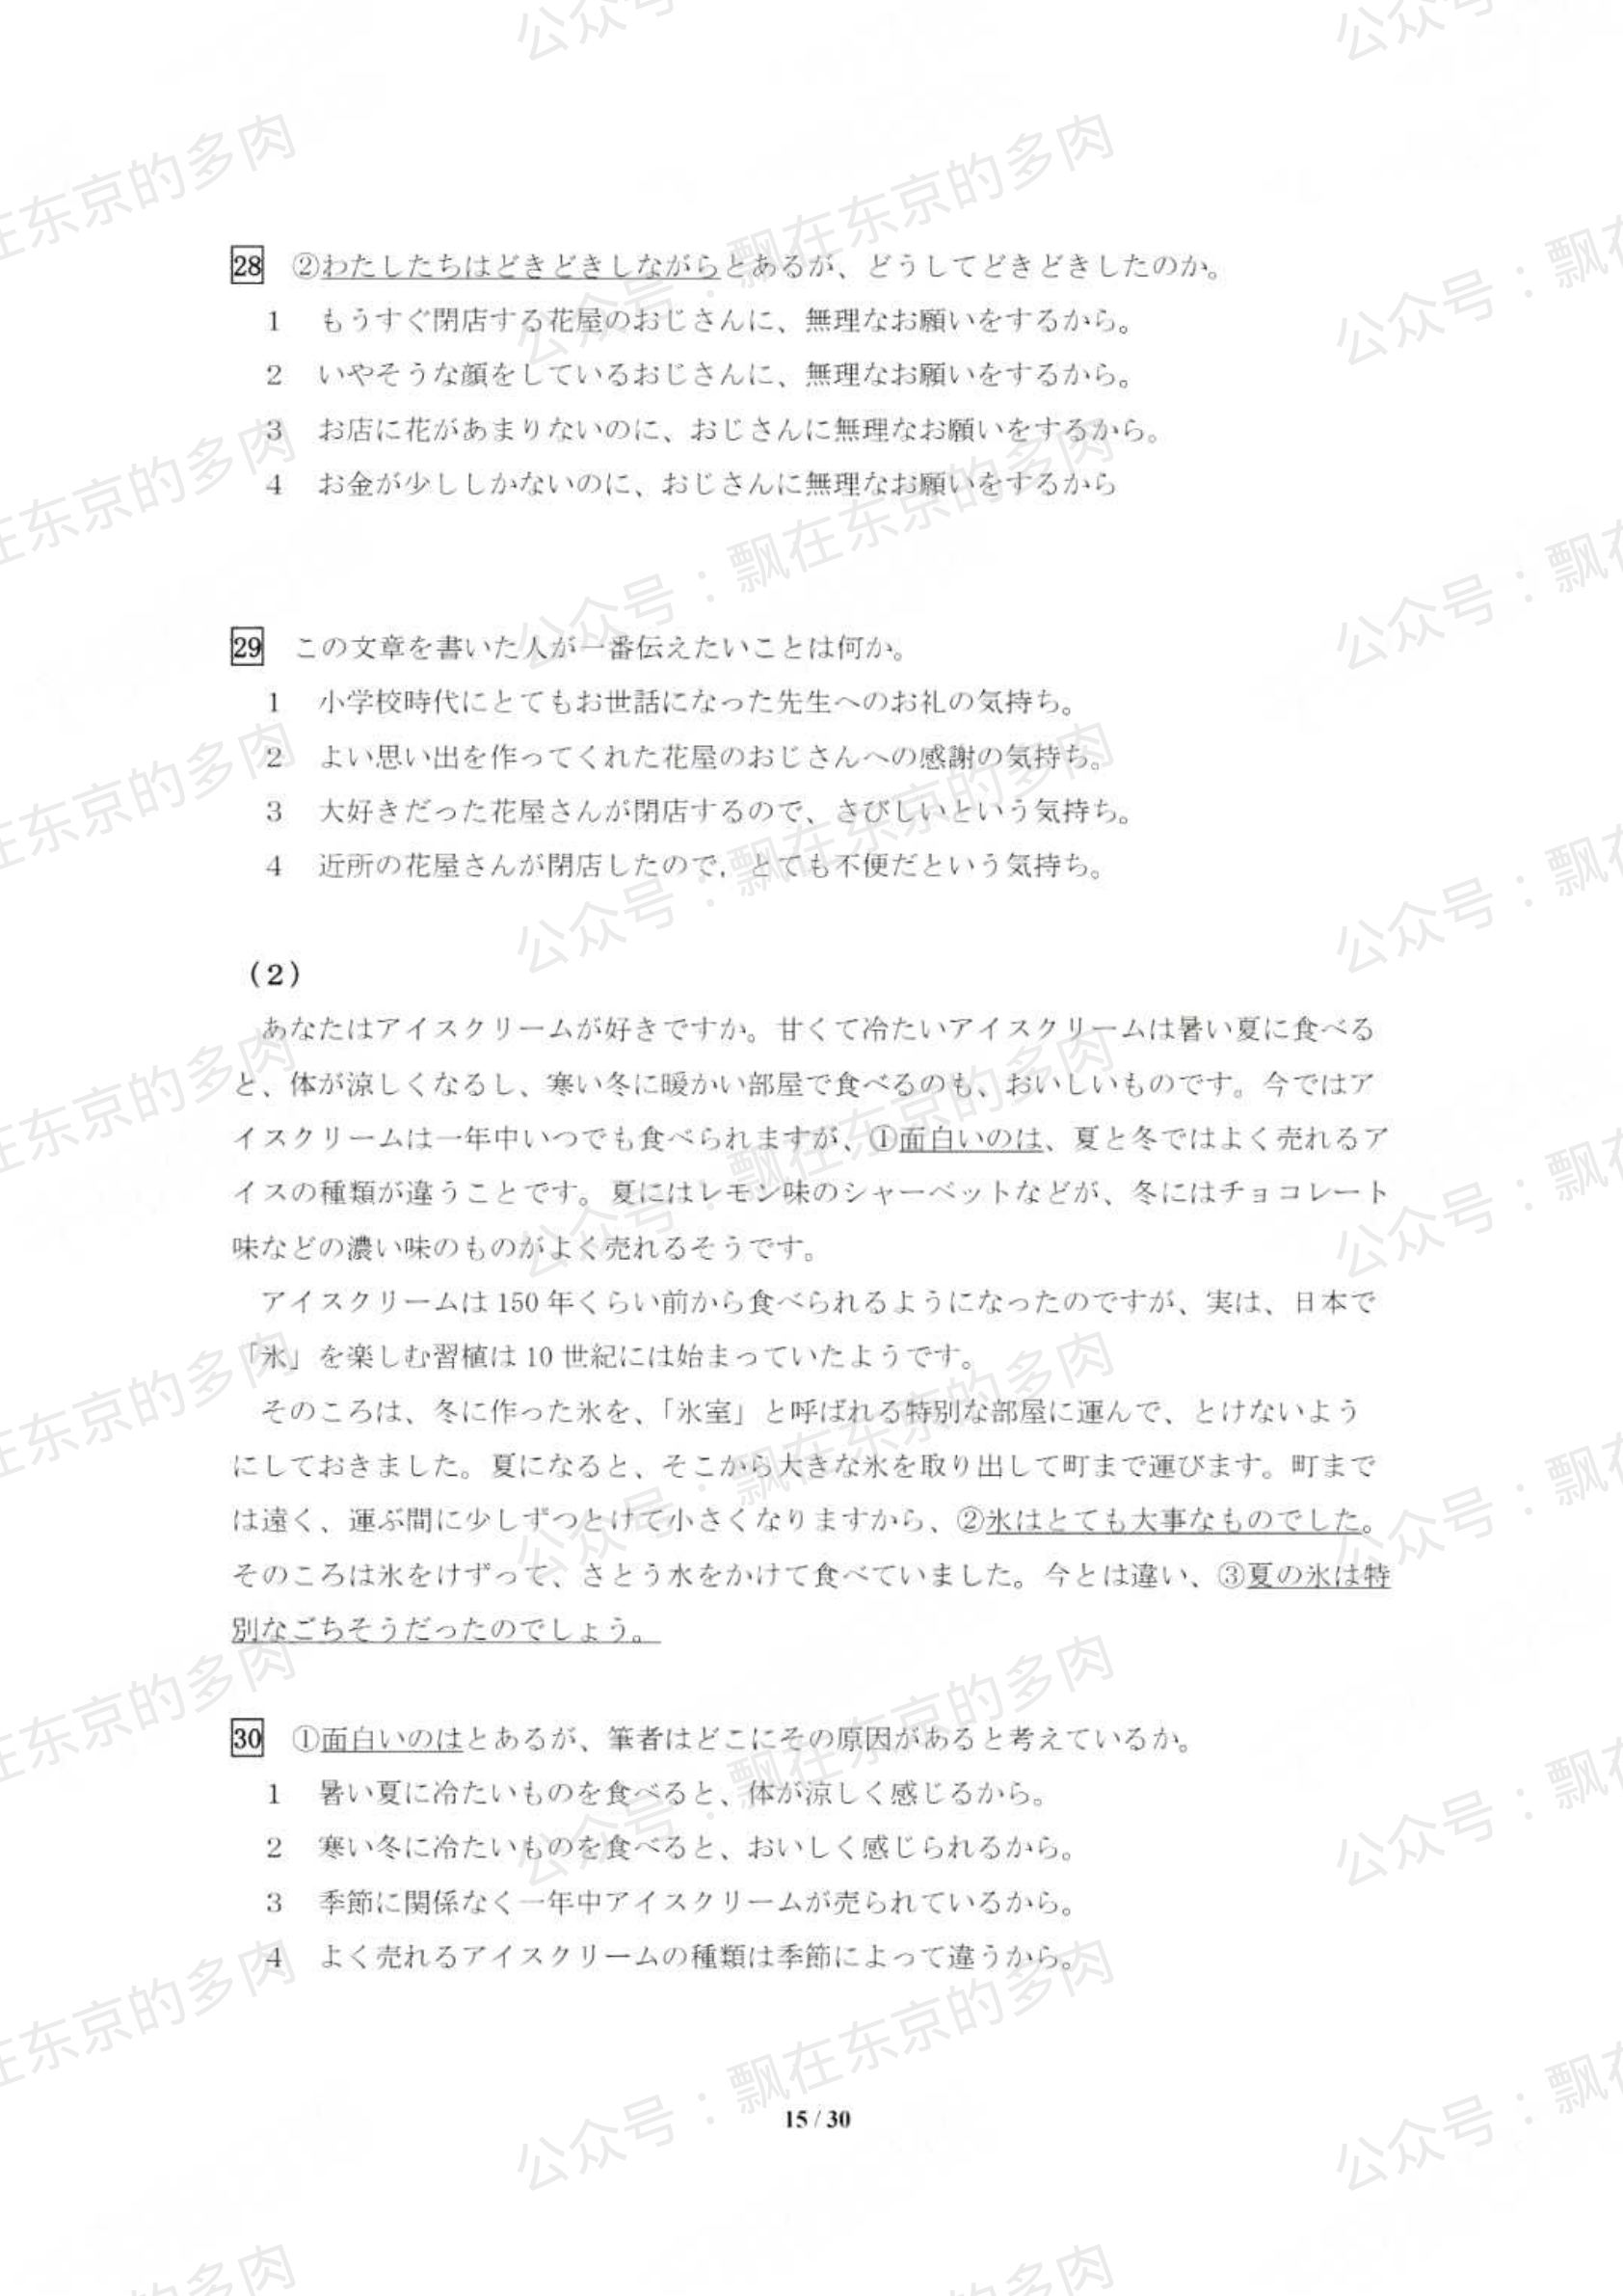 28 ②わたしたちはどきどきしながらとあるが、どうしてどきどきしたのか。
1 もうすぐ閉店する花屋のおじさんに、無理なお願いをするから。
2 いやそうな顔をしているおじさんに、無理なお願いをするから。
3 お店に花があまりないのに、おじさんに無理なお願いをするから。
4 お金が少ししかないのに、おじさんに無理なお願いをするから
29 この文章を書いた人が一番伝えたいことは何か。
1 小学校時代にとてもお世話になった先生へのお礼の気持ち。
2 よい思い出を作ってくれた花屋のおじさんへの感謝の気持ち。
3 大好きだった花屋さんが閉店するので、さびしいという気持ち。
4 近所の花屋さんが閉店したので，とても不便だという気持ち。
（2）
あなたはアイスクリームが好きですか。甘くて冷たいアイスクリームは暑い夏に食べる
と、体が涼しくなるし、寒い冬に暖かい部屋で食べるのも、おいしいものです。今ではア
イスクリームは一年中いつでも食べられますが、①面白いのは、夏と冬ではよく売れるア
イスの種類が違うことです。夏にはレモン味のシャーベットなどが、冬にはチョコレート
味などの濃い味のものがよく売れるそうです。
アイスクリームは150年くらい前から食べられるようになったのですが、実は、日本で
「氷」を楽しむ習植は10世紀には始まっていたようです。
そのころは、冬に作った氷を、「氷室」と呼ばれる特別な部屋に運んで、とけないよう
にしておきました。夏になると、そこから大きな氷を取り出して町まで運びます。町まで
は遠く、運ぶ間に少しずつとけて小さくなりますから、②氷はとても大事なものでした。
そのころは氷をけずって、さとう水をかけて食べていました。今とは違い、③夏の氷は特
別なごちそうだったのでしょう。
30 ①面白いのはとあるが、筆者はどこにその原因があると考えているか。
1 暑い夏に冷たいものを食べると、体が涼しく感じるから。
2 寒い冬に冷たいものを食べると、おいしく感じられるから。
3 季節に関係なく一年中アイスクリームが売られているから。
4 よく売れるアイスクリームの種類は季節によって違うから。
15 / 30
公众号：飘在东京的多肉